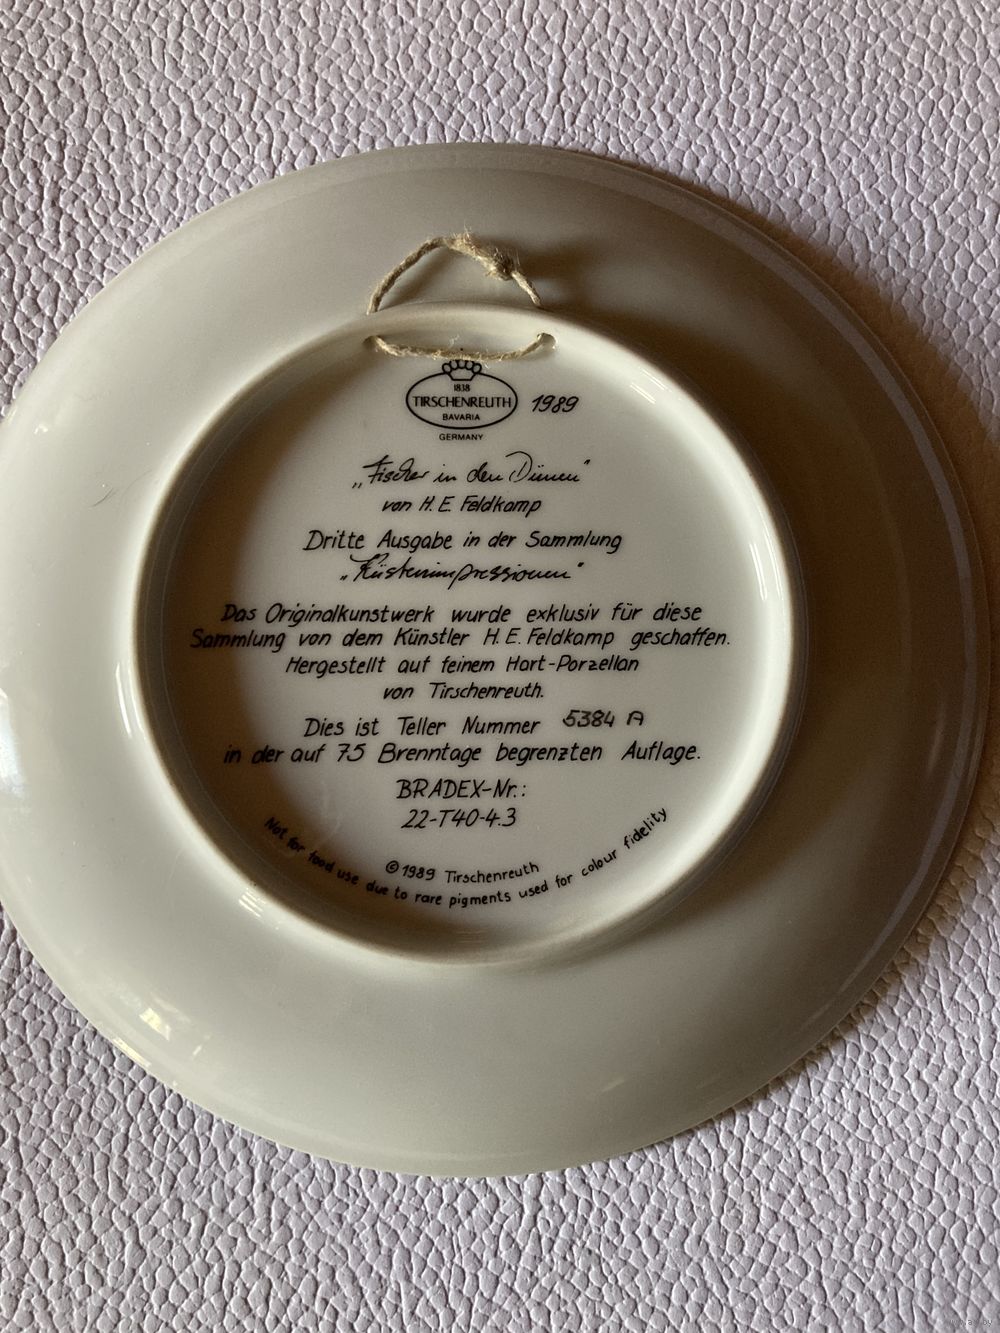 1838
TIRSCHENREUTH
BAVARIA
GERMANY
1989
„Fischer in den Dünen"
von H. E. Feldkamp
Dritte Ausgabe in der Sammlung
„Küstenimpressionen"
Das Originalkunstwerk wurde exklusiv für diese
Sammlung von dem Künstler H. E. Feldkamp geschaffen.
Hergestellt auf feinem Hart-Porzellan
von Tirschenreuth.
Dies ist Teller Nummer 5384 A
in der auf 75 Brenntage begrenzten Auflage.
BRADEX-Nr.:
22-T40-4.3
© 1989 Tirschenreuth
Not for food use due to rare pigments used for colour fidelity